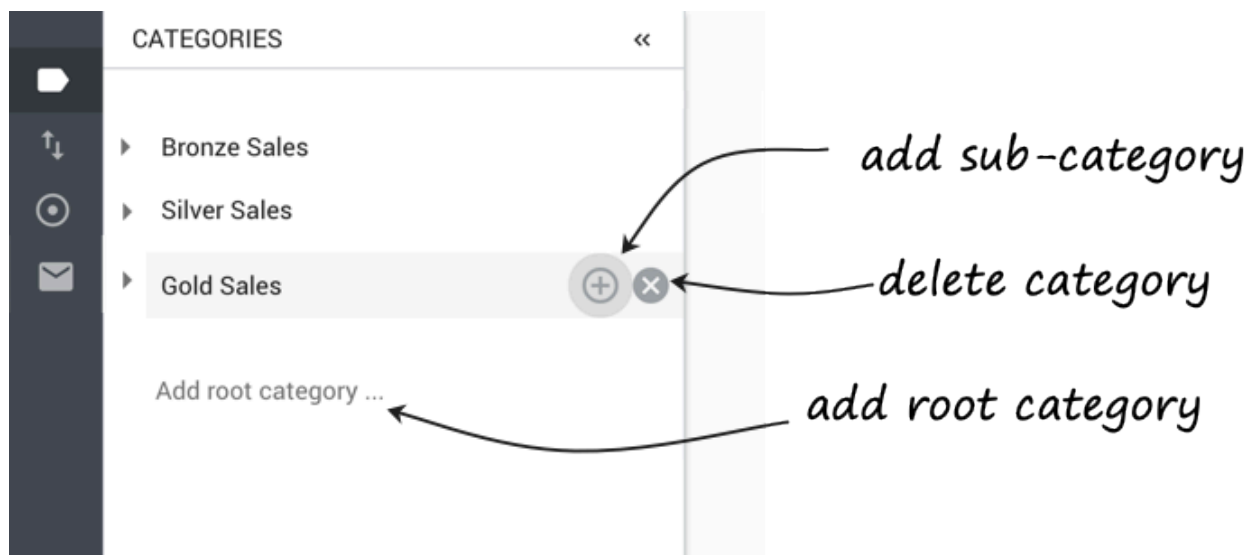 CATEGORIES
Bronze Sales
add sub-category
Silver Sales
Gold Sales
delete category
Add root category ...
add root category